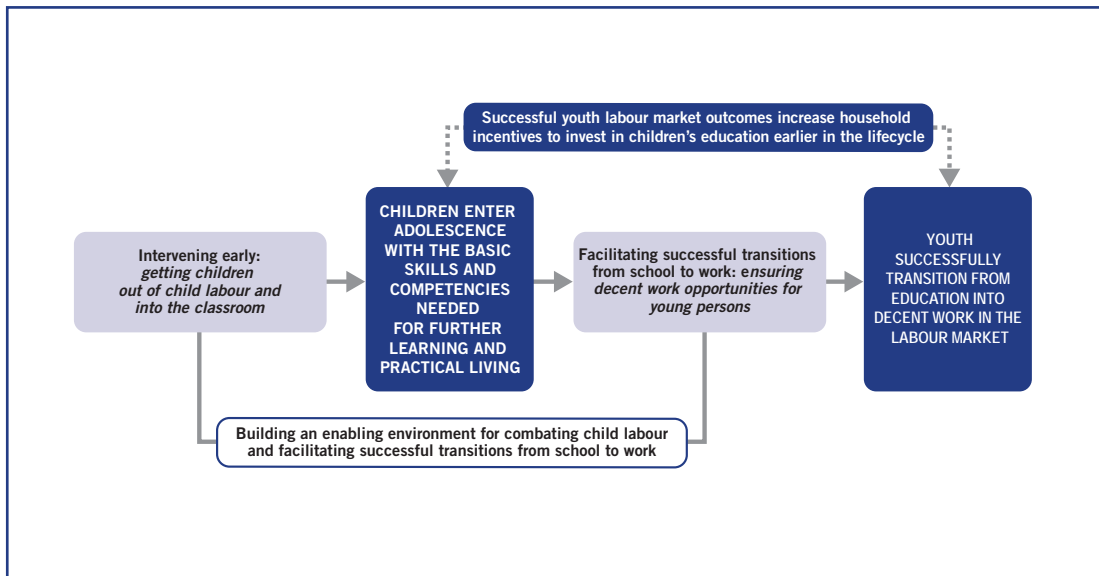 Successful youth labour market outcomes increase household
incentives to invest in children’s education earlier in the lifecycle
Intervening early:
getting children
out of child labour and
into the classroom
CHILDREN ENTER
ADOLESCENCE
WITH THE BASIC
SKILLS AND
COMPETENCIES
NEEDED
FOR FURTHER
LEARNING AND
PRACTICAL LIVING
Facilitating successful transitions
from school to work: ensuring
decent work opportunities for
young persons
YOUTH
SUCCESSFULLY
TRANSITION FROM
EDUCATION INTO
DECENT WORK IN THE
LABOUR MARKET
Building an enabling environment for combating child labour
and facilitating successful transitions from school to work